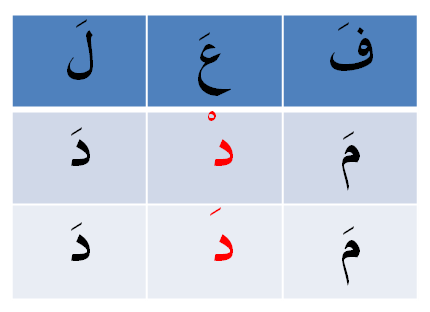 فَ عَ لَ
مَ دْ دَ
مَ دَ دَ